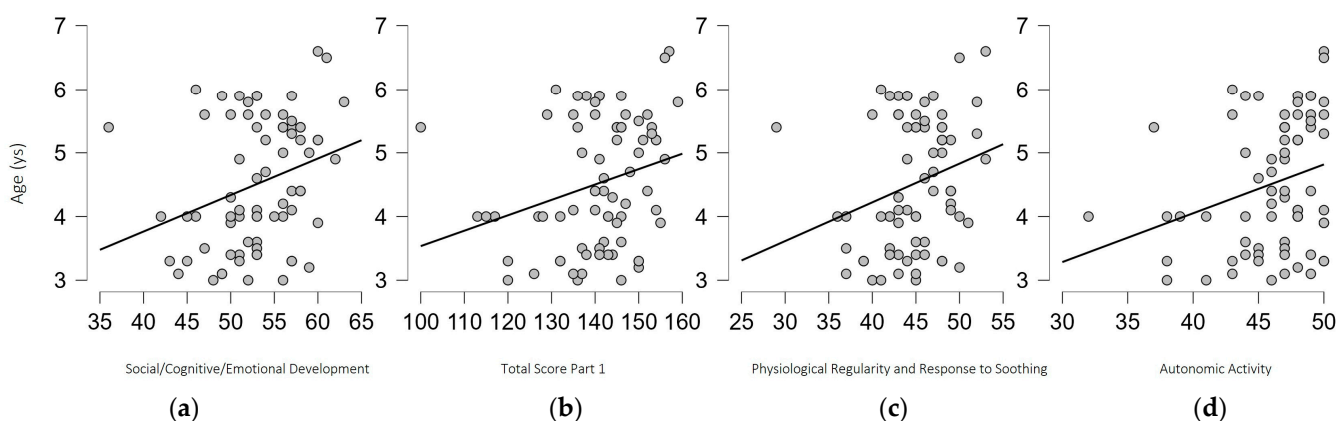 7 7 7 7
6 6 6 6
5 5 5 5
4 4 4 4
3 3 3 3
Age (ys)
35 40 45 50 55 60 65 100 110 120 130 140 150 160 25 30 35 40 45 50 55 30 35 40 45 50
Social/Cognitive/Emotional Development Total Score Part 1 Physiological Regularity and Response to Soothing Autonomic Activity
(a) (b) (c) (d)